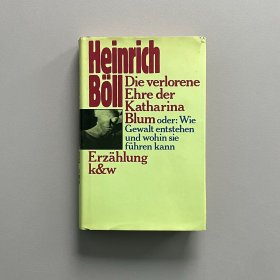 Heinrich
Böll
Die verlorene
Ehre der
Katharina
Blum oder: Wie
Gewalt entstehen
und wohin sie
führen kann
Erzählung
k&w